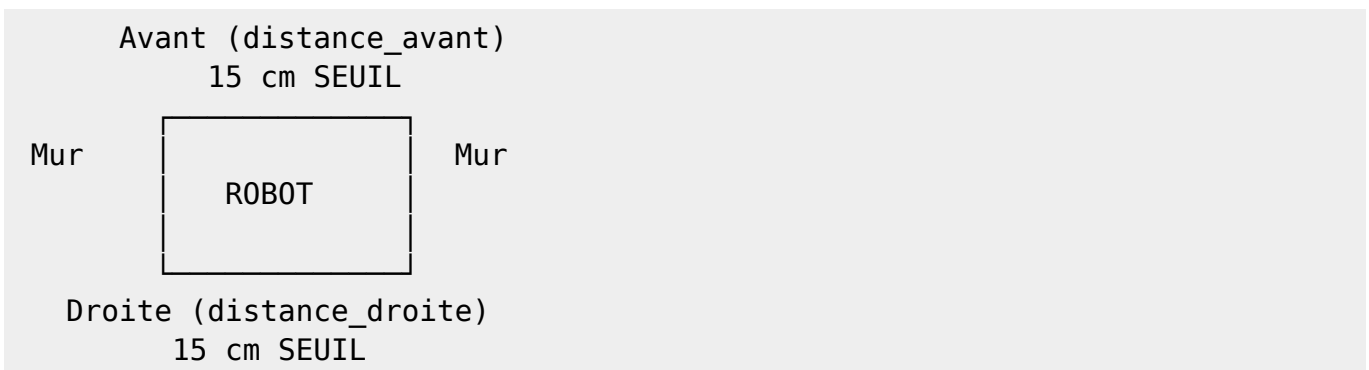 Avant (distance_avant)
15 cm SEUIL
Mur Mur
ROBOT
Droite (distance_droite)
15 cm SEUIL